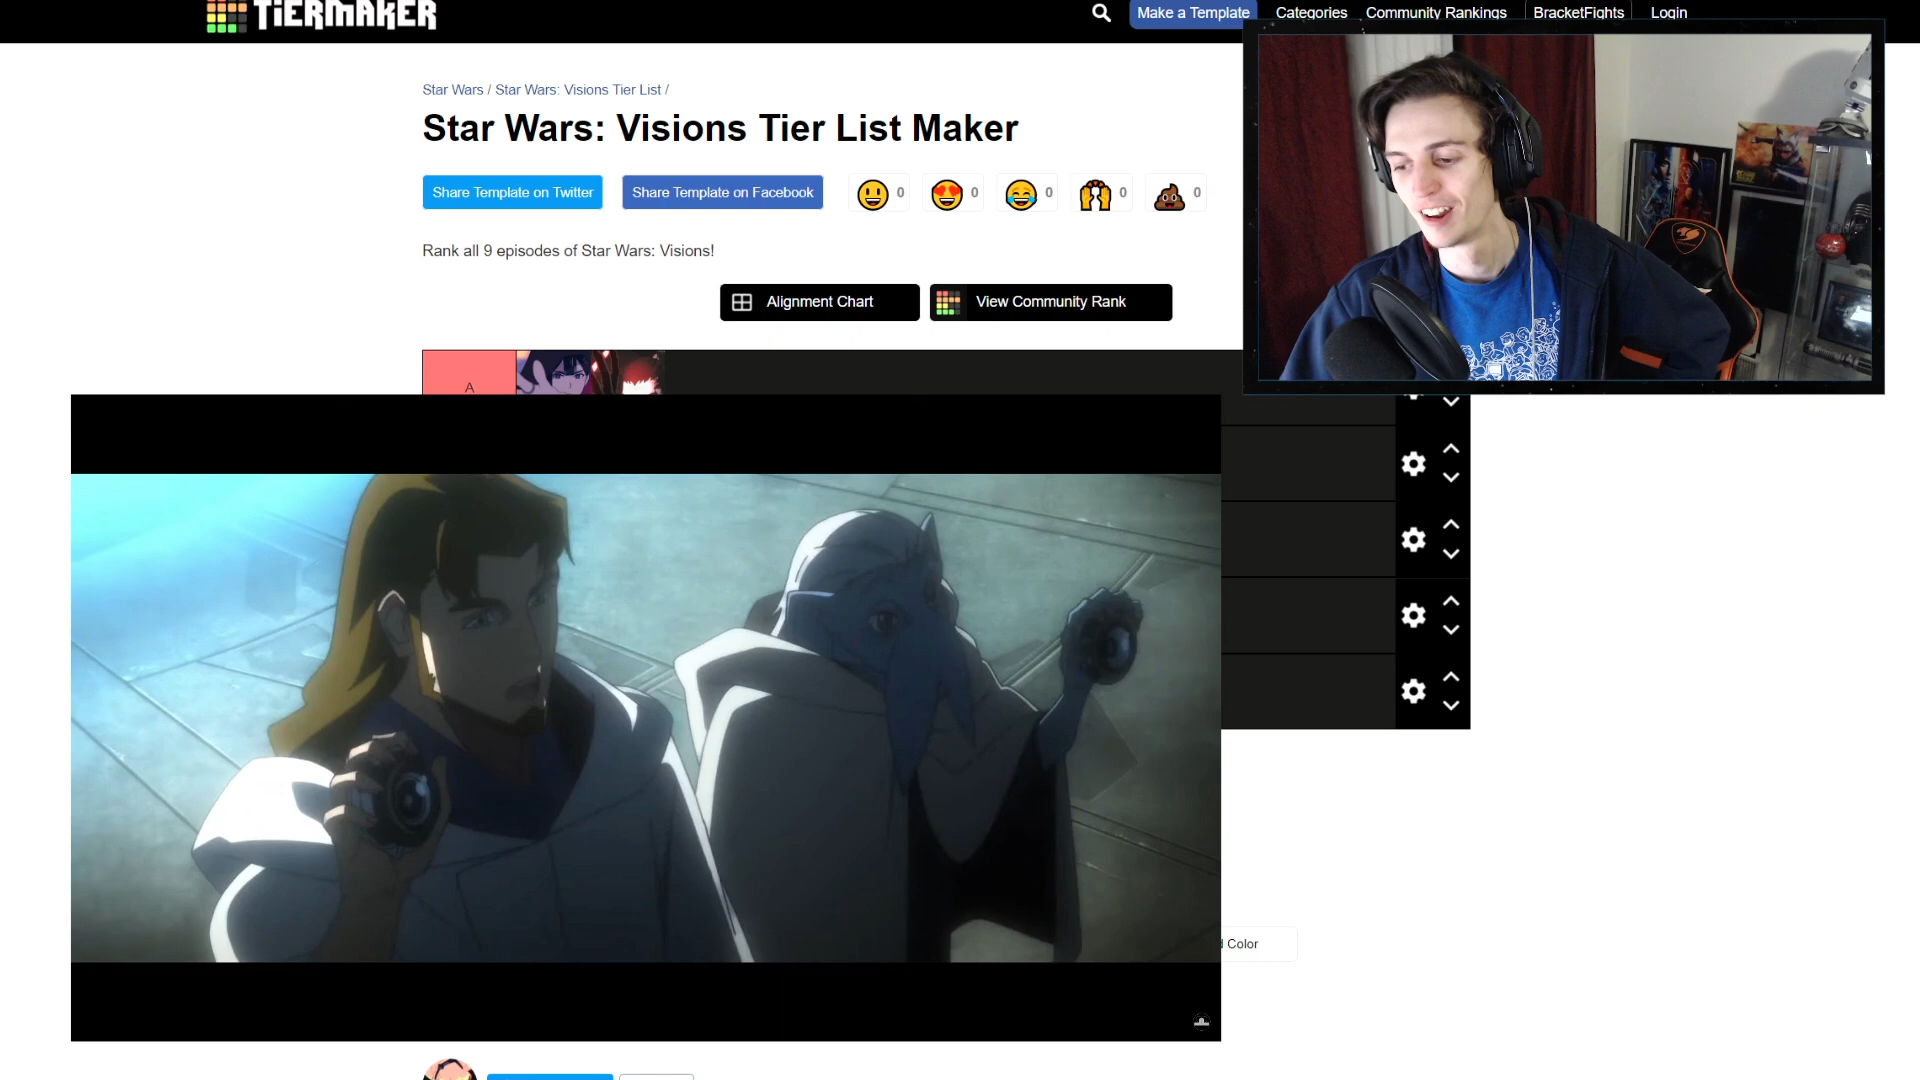 TiERMAKER
Make a Template
Categories
Community Rankings
BracketFights
Login
Star Wars / Star Wars: Visions Tier List /
Star Wars: Visions Tier List Maker
Share Template on Twitter
Share Template on Facebook
0
0
0
0
0
Rank all 9 episodes of Star Wars: Visions!
Alignment Chart
View Community Rank
A
Color